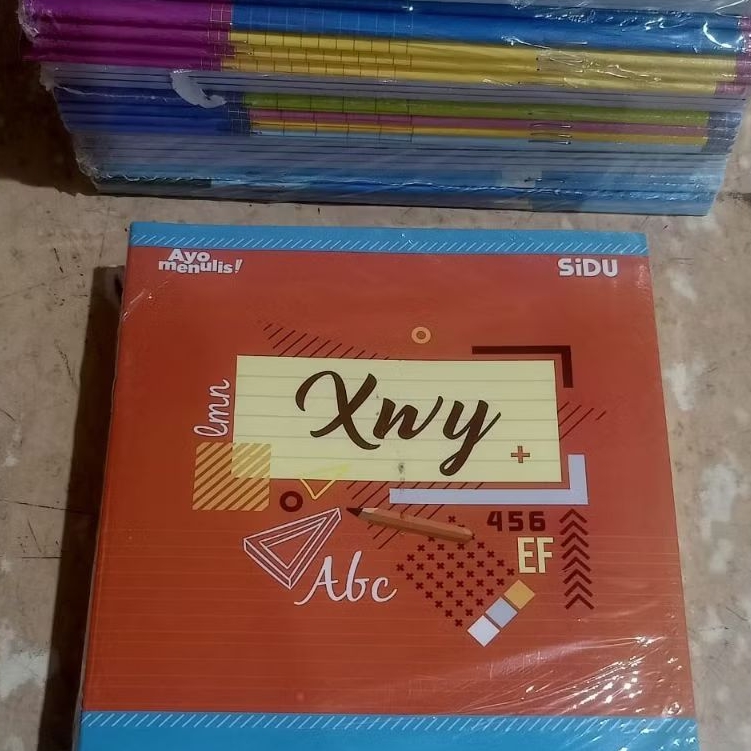 Ayo
menulis!
SiDU
lmn
Xwy
+
456
EF
Abc